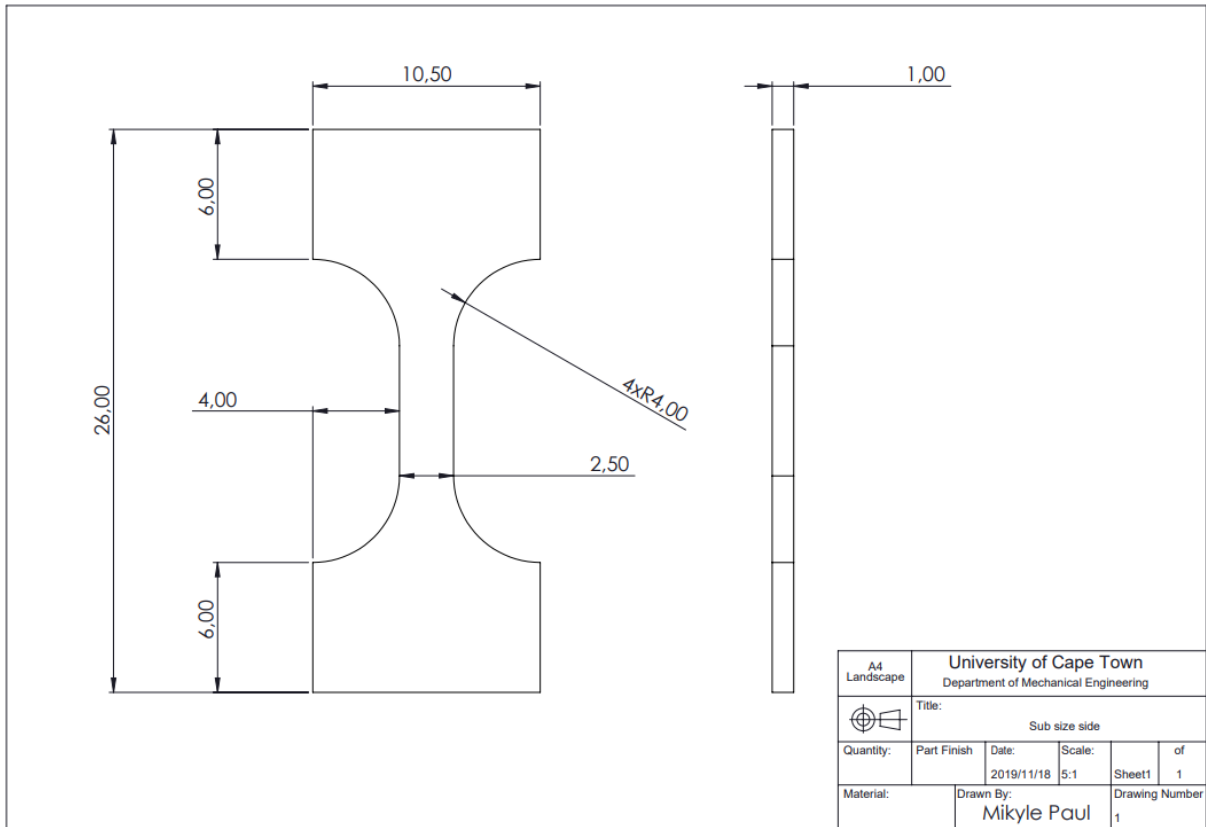 10,50
1,00
6,00
26,00
4,00
4xR4,00
2,50
6,00
A4
Landscape
University of Cape Town
Department of Mechanical Engineering
Title:
Sub size side
Quantity:
Part Finish
Date:
2019/11/18
Scale:
5:1
Sheet1
of
1
Material:
Drawn By:
Mikyle Paul
Drawing Number
1